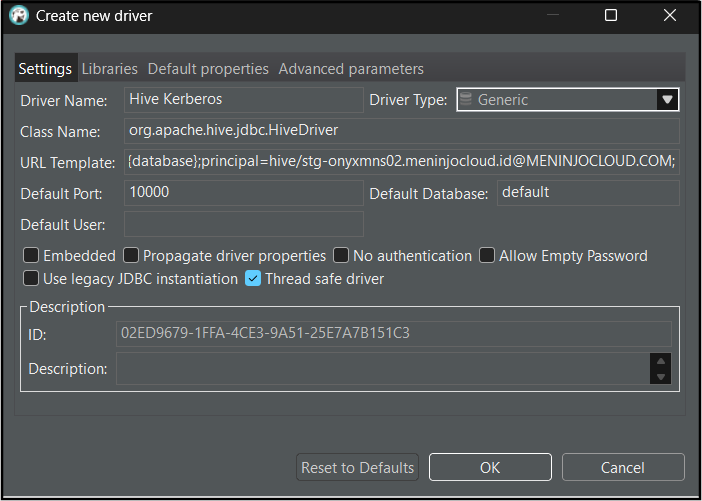 Create new driver
Settings Libraries Default properties Advanced parameters
Driver Name: Hive Kerberos Driver Type: Generic
Class Name: org.apache.hive.jdbc.HiveDriver
URL Template: {database};principal=hive/stg-onyxmns02.meninjocloud.id@MENINJOCLOUD.COM;
Default Port: 10000 Default Database: default
Default User:
Embedded Propagate driver properties No authentication Allow Empty Password
Use legacy JDBC instantiation Thread safe driver
Description
ID: 02ED9679-1FFA-4CE3-9A51-25E7A7B151C3
Description:
Reset to Defaults OK Cancel